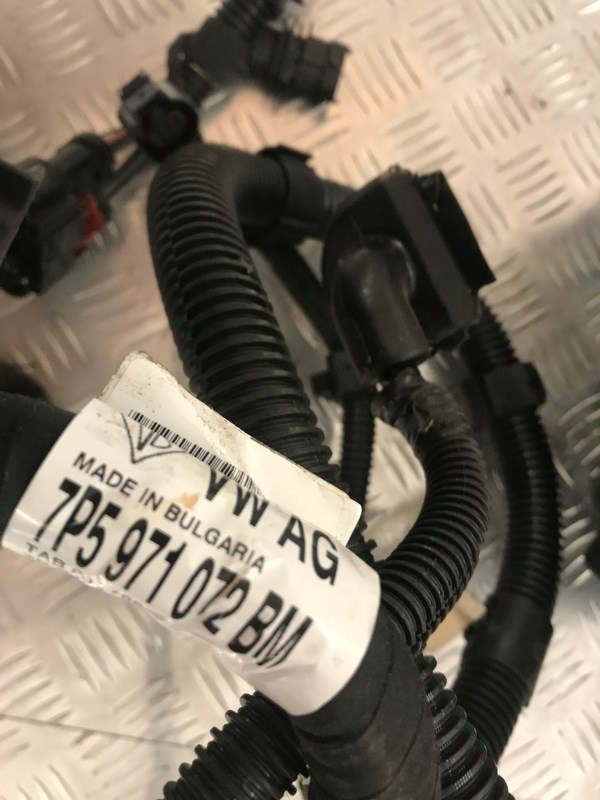 VW AG
MADE IN BULGARIA
7P5 971 072 BM